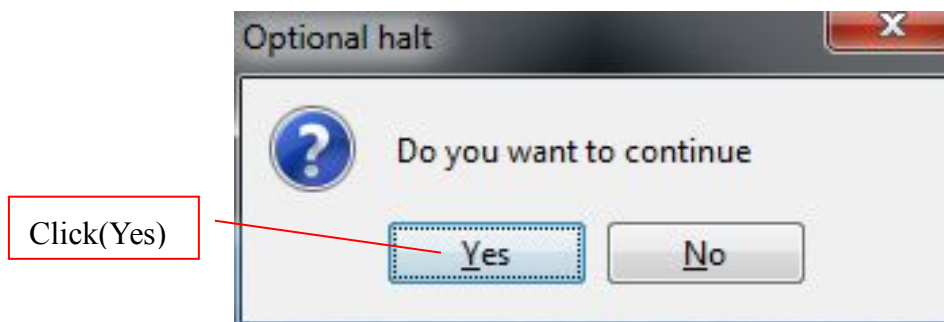 Optional halt
Do you want to continue
Click(Yes)
Yes No